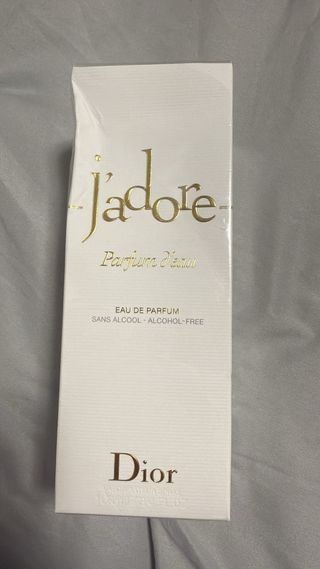 j'adore
Parfum d'eau
EAU DE PARFUM
SANS ALCOOL - ALCOHOL-FREE
Dior